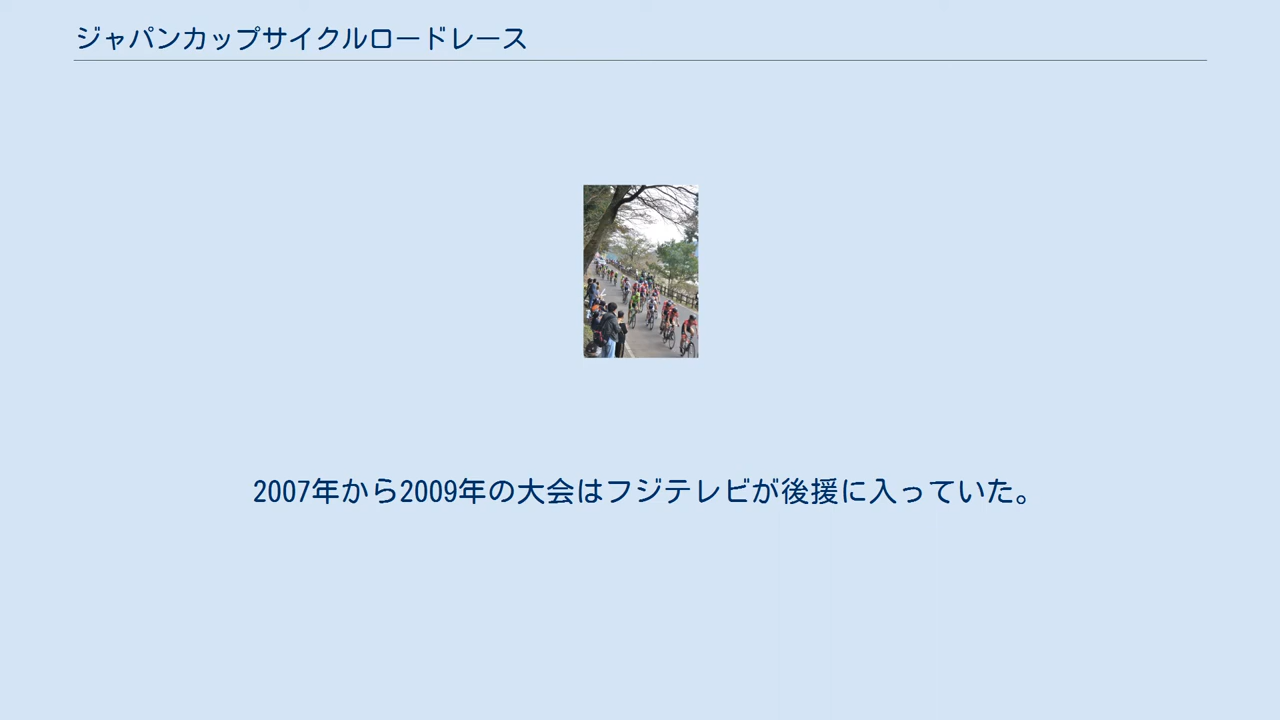 ジャパンカップサイクルロードレース
2007年から2009年の大会はフジテレビが後援に入っていた。